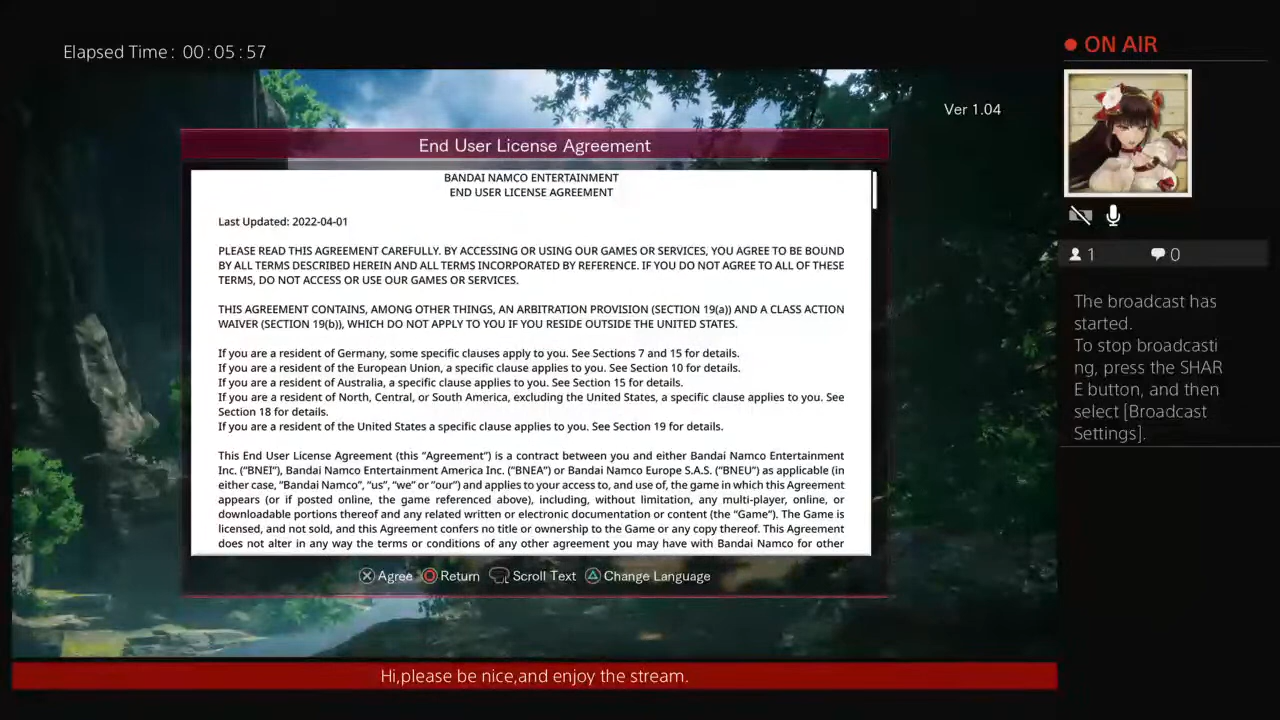 Elapsed Time: 00:05:57
ON AIR
Ver 1.04
End User License Agreement
BANDAI NAMCO ENTERTAINMENT
END USER LICENSE AGREEMENT
Last Updated: 2022-04-01
PLEASE READ THIS AGREEMENT CAREFULLY. BY ACCESSING OR USING OUR GAMES OR SERVICES, YOU AGREE TO BE BOUND
BY ALL TERMS DESCRIBED HEREIN AND ALL TERMS INCORPORATED BY REFERENCE. IF YOU DO NOT AGREE TO ALL OF THESE
TERMS, DO NOT ACCESS OR USE OUR GAMES OR SERVICES.
THIS AGREEMENT CONTAINS, AMONG OTHER THINGS, AN ARBITRATION PROVISION (SECTION 19(a)) AND A CLASS ACTION
WAIVER (SECTION 19(b)), WHICH DO NOT APPLY TO YOU IF YOU RESIDE OUTSIDE THE UNITED STATES.
If you are a resident of Germany, some specific clauses apply to you. See Sections 7 and 15 for details.
If you are a resident of the European Union, a specific clause applies to you. See Section 10 for details.
If you are a resident of Australia, a specific clause applies to you. See Section 15 for details.
If you are a resident of North, Central, or South America, excluding the United States, a specific clause applies to you. See
Section 18 for details.
If you are a resident of the United States a specific clause applies to you. See Section 19 for details.
This End User License Agreement (this “Agreement”) is a contract between you and either Bandai Namco Entertainment
Inc. (“BNEI”), Bandai Namco Entertainment America Inc. (“BNEA”) or Bandai Namco Europe S.A.S. (“BNEU”) as applicable (in
either case, “Bandai Namco”, “us”, “we” or “our”) and applies to your access to, and use of, the game in which this Agreement
appears (or if posted online, the game referenced above), including, without limitation, any multi-player, online, or
downloadable portions thereof and any related written or electronic documentation or content (the “Game”). The Game is
licensed, and not sold, and this Agreement confers no title or ownership to the Game or any copy thereof. This Agreement
does not alter in any way the terms or conditions of any other agreement you may have with Bandai Namco for other
Agree Return Scroll Text Change Language
1 0
The broadcast has
started.
To stop broadcasti
ng, press the SHAR
E button, and then
select [Broadcast
Settings].
Hi,please be nice,and enjoy the stream.